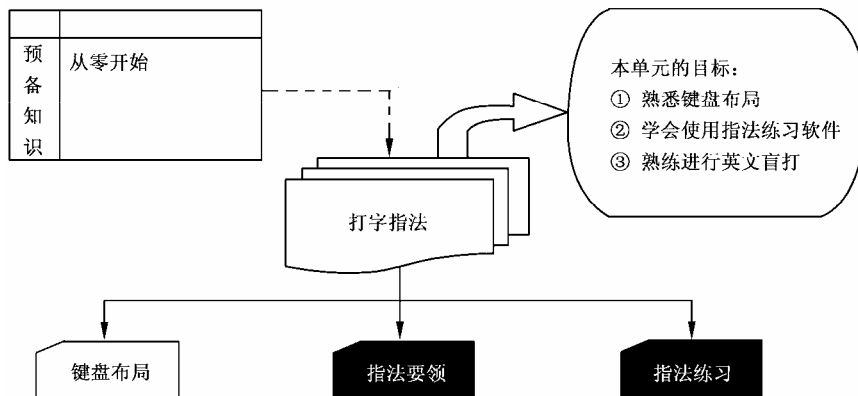 预备知识
从零开始
本单元的目标：
① 熟悉键盘布局
② 学会使用指法练习软件
③ 熟练进行英文盲打
打字指法
键盘布局
指法要领
指法练习